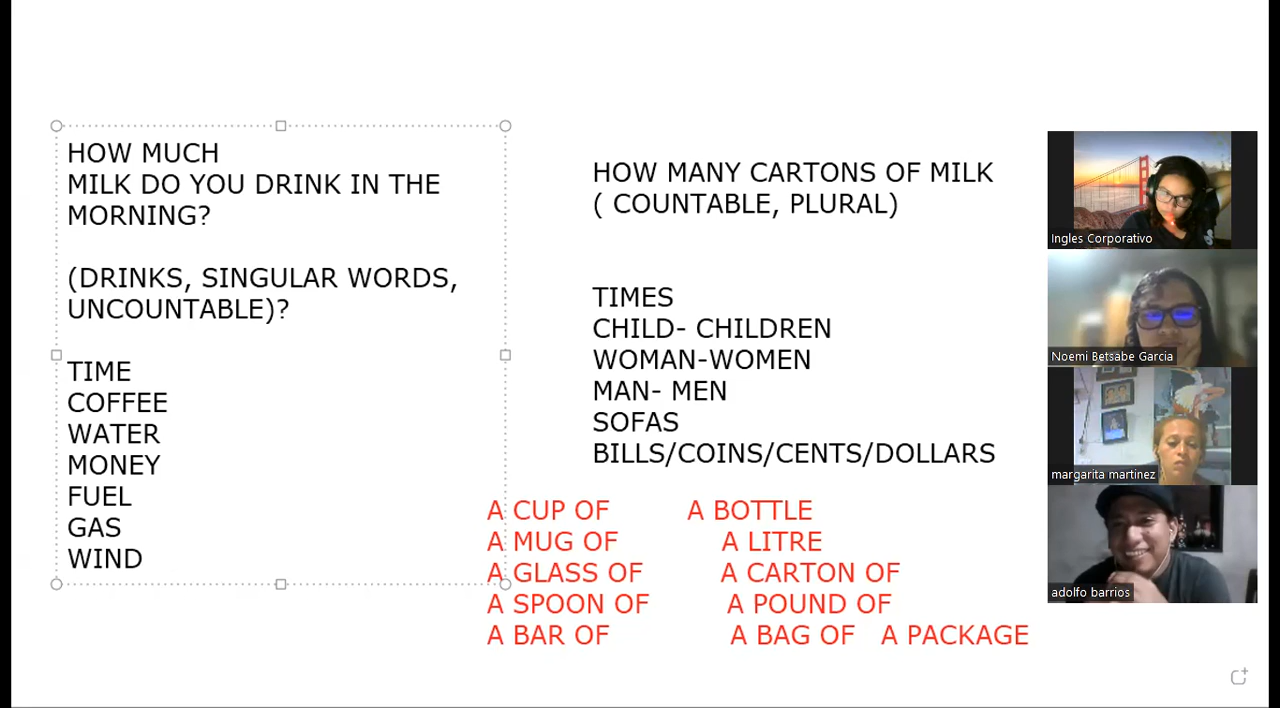 HOW MUCH
MILK DO YOU DRINK IN THE
MORNING?
(DRINKS, SINGULAR WORDS,
UNCOUNTABLE)?
TIME
COFFEE
WATER
MONEY
FUEL
GAS
WIND
HOW MANY CARTONS OF MILK
( COUNTABLE, PLURAL)
TIMES
CHILD- CHILDREN
WOMAN-WOMEN
MAN- MEN
SOFAS
BILLS/COINS/CENTS/DOLLARS
A CUP OF A BOTTLE
A MUG OF A LITRE
A GLASS OF A CARTON OF
A SPOON OF A POUND OF
A BAR OF A BAG OF A PACKAGE
Ingles Corporativo
Noemi Betsabe Garcia
margarita martinez
adolfo barrios